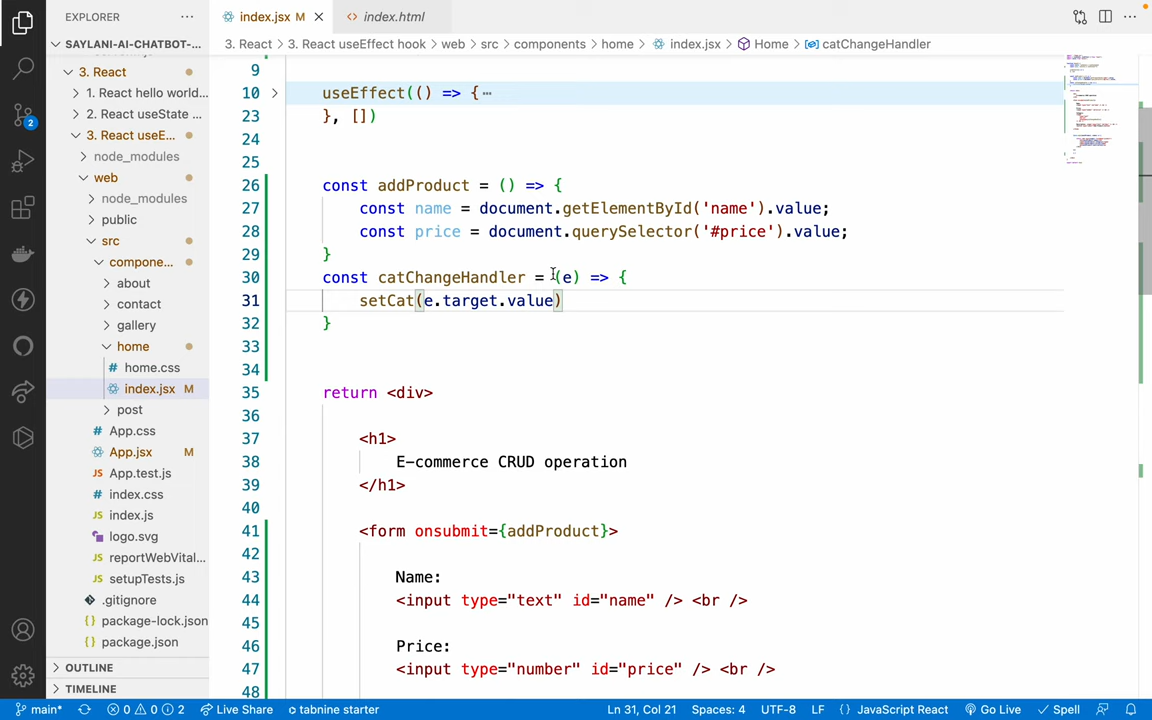 EXPLORER
index.jsx M
index.html
SAYLANI-AI-CHATBOT-...
3. React > 3. React useEffect hook > web > src > components > home > index.jsx > Home > catChangeHandler
3. React
1. React hello world...
2. React useState ...
3. React useE...
node_modules
web
node_modules
public
src
compone...
about
contact
gallery
home
# home.css
index.jsx M
post
# App.css
App.jsx M
JS App.test.js
# index.css
JS index.js
logo.svg
JS reportWebVital...
JS setupTests.js
.gitignore
{} package-lock.json
{} package.json
OUTLINE
TIMELINE
9
10 useEffect(() => {⋯
23 }, [])
24
25
26 const addProduct = () => {
27 const name = document.getElementById('name').value;
28 const price = document.querySelector('#price').value;
29 }
30 const catChangeHandler = (e) => {
31 setCat(e.target.value)
32 }
33
34
35 return <div>
36
37 <h1>
38 E-commerce CRUD operation
39 </h1>
40
41 <form onsubmit={addProduct}>
42
43 Name:
44 <input type="text" id="name" /> <br />
45
46 Price:
47 <input type="number" id="price" /> <br />
48
2
main* 0 0 2 Live Share tabnine starter Ln 31, Col 21 Spaces: 4 UTF-8 LF {} JavaScript React Go Live Spell